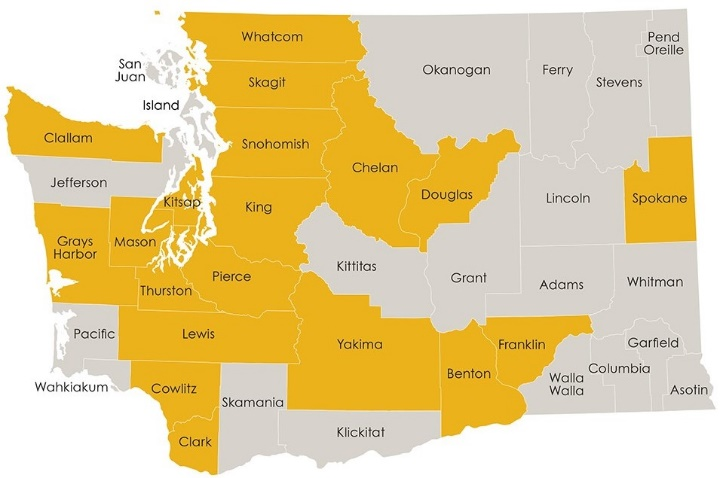 Whatcom
Pend
Oreille
San
Juan
Okanogan
Ferry
Stevens
Skagit
Island
Clallam
Snohomish
Chelan
Jefferson
Kitsap
King
Douglas
Lincoln
Spokane
Grays
Harbor
Mason
Pierce
Kittitas
Grant
Adams
Whitman
Thurston
Pacific
Lewis
Yakima
Franklin
Garfield
Wahkiakum
Cowlitz
Skamania
Benton
Walla
Walla
Columbia
Asotin
Clark
Klickitat